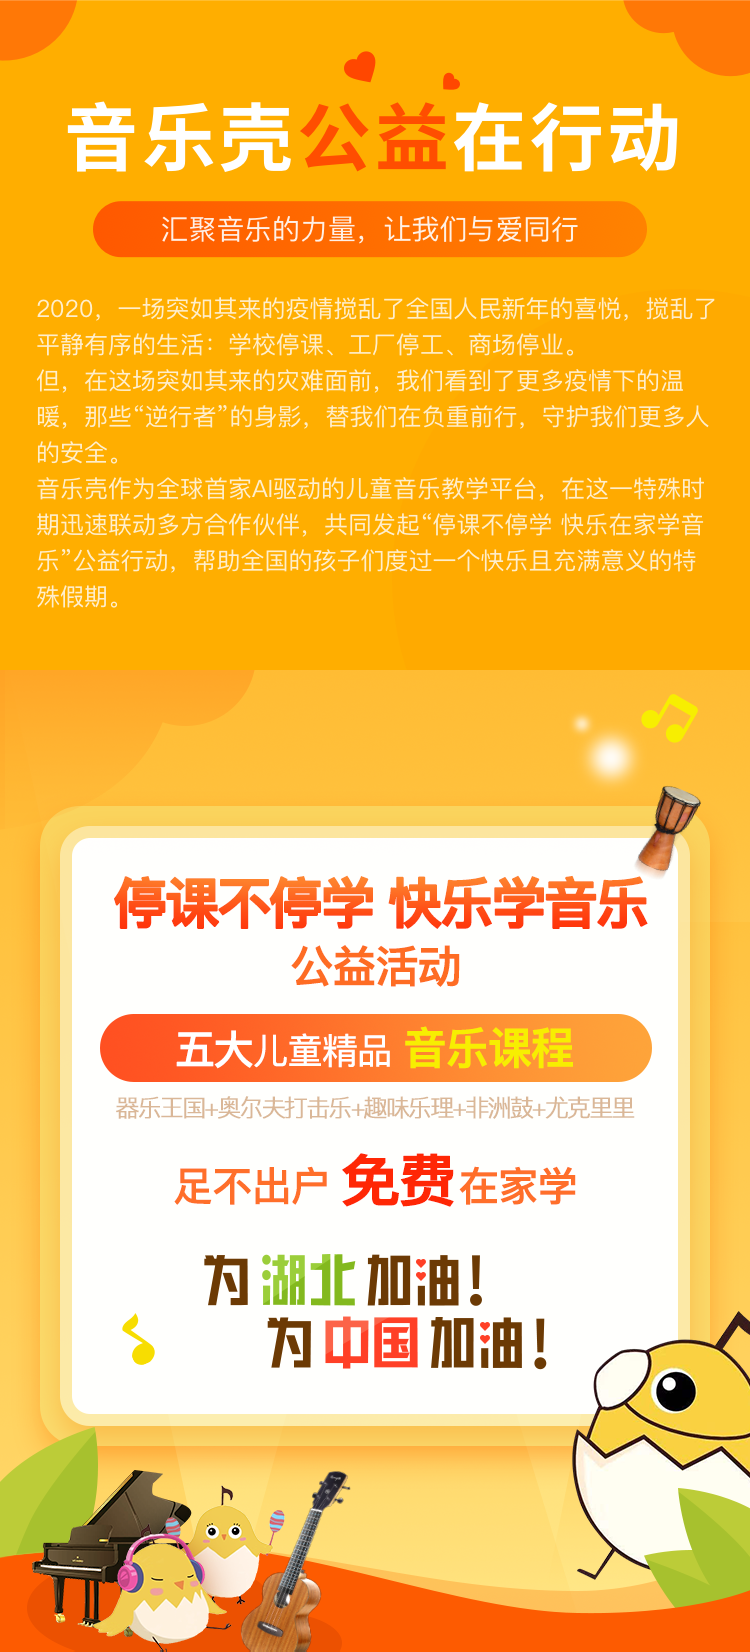 音乐壳公益在行动
汇聚音乐的力量，让我们与爱同行
2020，一场突如其来的疫情搅乱了全国人民新年的喜悦，搅乱了
平静有序的生活：学校停课、工厂停工、商场停业。
但，在这场突如其来的灾难面前，我们看到了更多疫情下的温
暖，那些“逆行者”的身影，替我们在负重前行，守护我们更多人
的安全。
音乐壳作为全球首家AI驱动的儿童音乐教学平台，在这一特殊时
期迅速联动多方合作伙伴，共同发起“停课不停学 快乐在家学音
乐”公益行动，帮助全国的孩子们度过一个快乐且充满意义的特
殊假期。
停课不停学 快乐学音乐
公益活动
五大儿童精品 音乐课程
器乐王国+奥尔夫打击乐+趣味乐理+非洲鼓+尤克里里
足不出户 免费在家学
为湖北加油！
为中国加油！